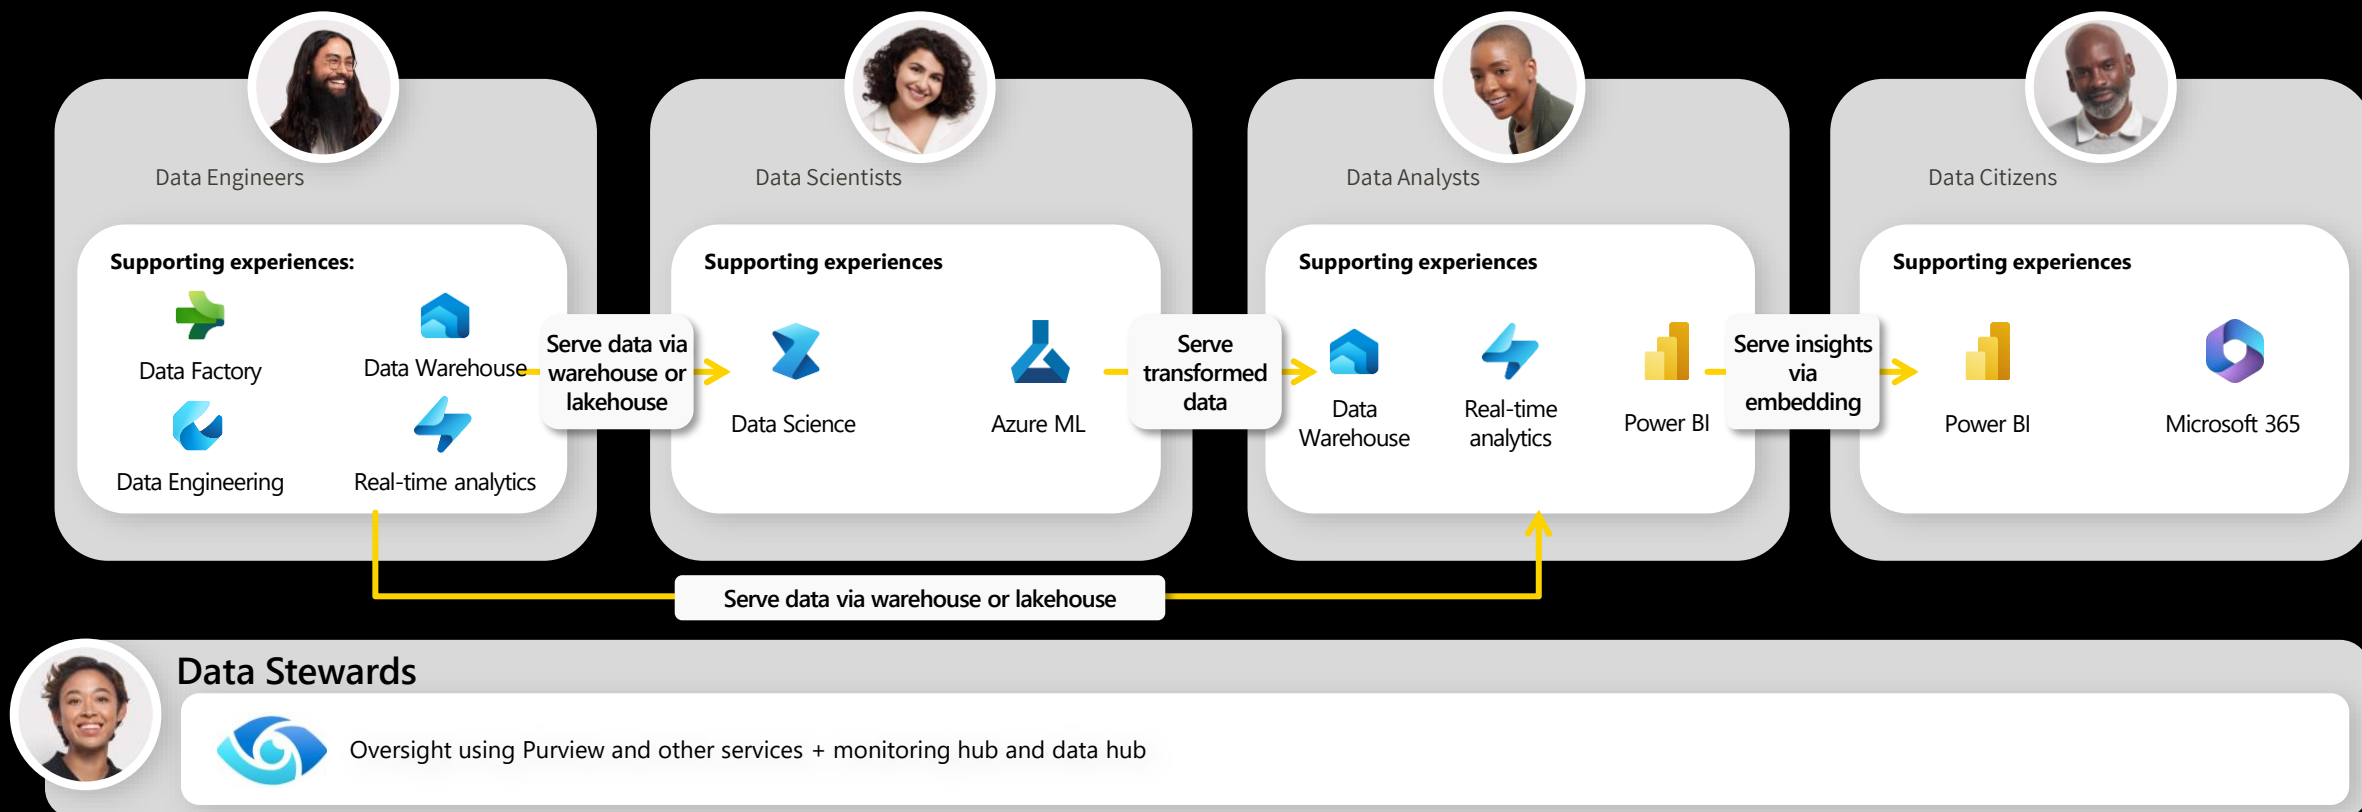 Data Engineers
Supporting experiences:
Data Factory
Data Warehouse
Data Engineering
Real-time analytics
Serve data via
warehouse or
lakehouse
Data Scientists
Supporting experiences
Data Science
Azure ML
Serve
transformed
data
Data Analysts
Supporting experiences
Data
Warehouse
Real-time
analytics
Power BI
Serve insights
via
embedding
Data Citizens
Supporting experiences
Power BI
Microsoft 365
Serve data via warehouse or lakehouse
Data Stewards
Oversight using Purview and other services + monitoring hub and data hub